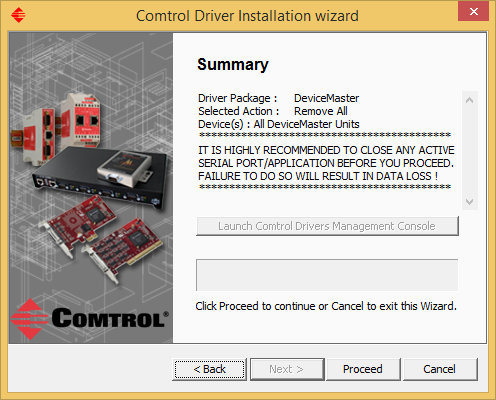 Comtrol Driver Installation wizard
Summary
Driver Package : DeviceMaster
Selected Action : Remove All
Device(s) : All DeviceMaster Units
**********************************************
IT IS HIGHLY RECOMMENDED TO CLOSE ANY ACTIVE
SERIAL PORT/APPLICATION BEFORE YOU PROCEED.
FAILURE TO DO SO WILL RESULT IN DATA LOSS !
**********************************************
Launch Comtrol Drivers Management Console
Click Proceed to continue or Cancel to exit this Wizard.
COMTROL®
< Back
Next >
Proceed
Cancel